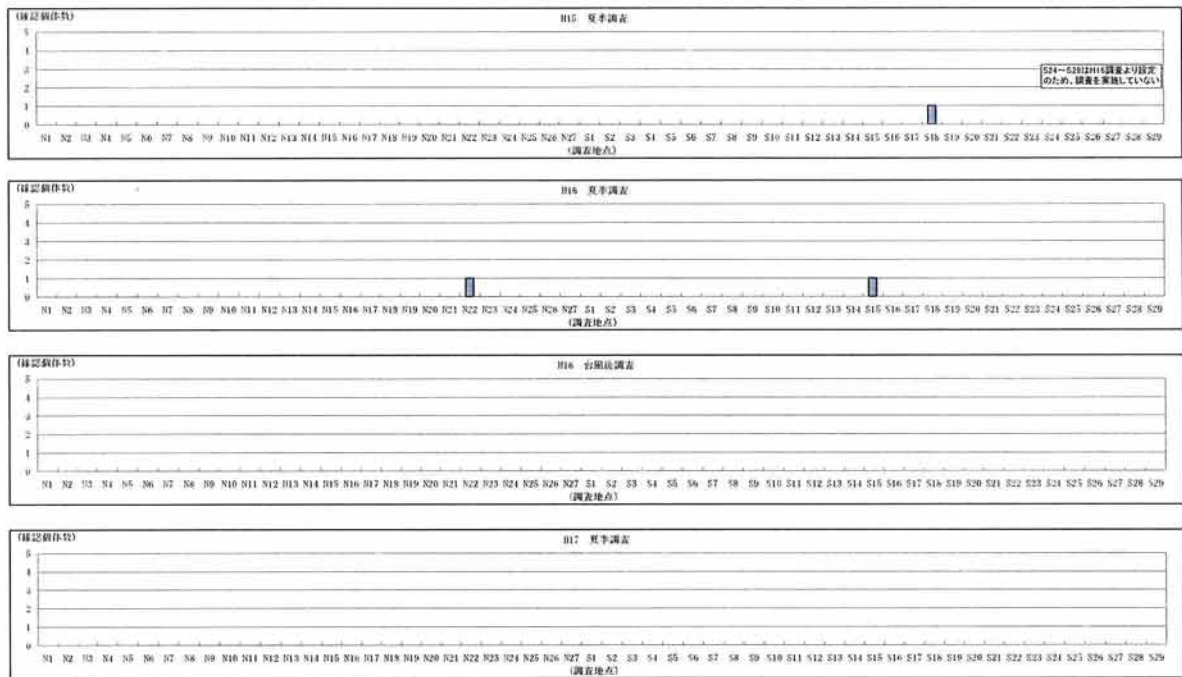 (確認個体数)
H15 夏季調査
5
4
3
2
1
0
S24～S29はH16調査より設定
のため、調査を実施していない
N1 N2 N3 N4 N5 N6 N7 N8 N9 N10 N11 N12 N13 N14 N15 N16 N17 N18 N19 N20 N21 N22 N23 N24 N25 N26 N27 S1 S2 S3 S4 S5 S6 S7 S8 S9 S10 S11 S12 S13 S14 S15 S16 S17 S18 S19 S20 S21 S22 S23 S24 S25 S26 S27 S28 S29
(調査地点)
(確認個体数)
H16 夏季調査
5
4
3
2
1
0
N1 N2 N3 N4 N5 N6 N7 N8 N9 N10 N11 N12 N13 N14 N15 N16 N17 N18 N19 N20 N21 N22 N23 N24 N25 N26 N27 S1 S2 S3 S4 S5 S6 S7 S8 S9 S10 S11 S12 S13 S14 S15 S16 S17 S18 S19 S20 S21 S22 S23 S24 S25 S26 S27 S28 S29
(調査地点)
(確認個体数)
H16 台風後調査
5
4
3
2
1
0
N1 N2 N3 N4 N5 N6 N7 N8 N9 N10 N11 N12 N13 N14 N15 N16 N17 N18 N19 N20 N21 N22 N23 N24 N25 N26 N27 S1 S2 S3 S4 S5 S6 S7 S8 S9 S10 S11 S12 S13 S14 S15 S16 S17 S18 S19 S20 S21 S22 S23 S24 S25 S26 S27 S28 S29
(調査地点)
(確認個体数)
H17 夏季調査
5
4
3
2
1
0
N1 N2 N3 N4 N5 N6 N7 N8 N9 N10 N11 N12 N13 N14 N15 N16 N17 N18 N19 N20 N21 N22 N23 N24 N25 N26 N27 S1 S2 S3 S4 S5 S6 S7 S8 S9 S10 S11 S12 S13 S14 S15 S16 S17 S18 S19 S20 S21 S22 S23 S24 S25 S26 S27 S28 S29
(調査地点)